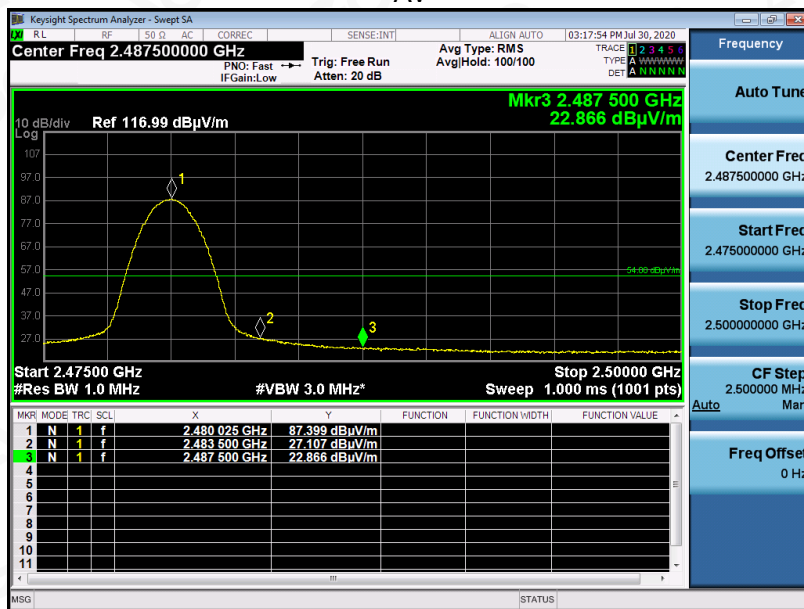 Keysight Spectrum Analyzer - Swept SA
LXI RL RF 50 Ω AC CORREC SENSE:INT ALIGN AUTO 03:17:54 PM Jul 30, 2020
Center Freq 2.487500000 GHz
PNO: Fast
IFGain:Low
Trig: Free Run
Atten: 20 dB
Avg Type: RMS
Avg|Hold: 100/100
TRACE 1 2 3 4 5 6
TYPE A WWWWW
DET A N N N N N
Mkr3 2.487 500 GHz
22.866 dBµV/m
10 dB/div Ref 116.99 dBµV/m
Log
107
97.0
87.0
77.0
67.0
57.0
47.0
37.0
27.0
1
2
3
54.00 dBµV/m
Start 2.47500 GHz Stop 2.50000 GHz
#Res BW 1.0 MHz #VBW 3.0 MHz* Sweep 1.000 ms (1001 pts)
MKR MODE TRC SCL X Y FUNCTION FUNCTION WIDTH FUNCTION VALUE
1 N 1 f 2.480 025 GHz 87.399 dBµV/m
2 N 1 f 2.483 500 GHz 27.107 dBµV/m
3 N 1 f 2.487 500 GHz 22.866 dBµV/m
4
5
6
7
8
9
10
11
MSG STATUS
Frequency
Auto Tune
Center Freq
2.487500000 GHz
Start Freq
2.475000000 GHz
Stop Freq
2.500000000 GHz
CF Step
2.500000 MHz
Auto Man
Freq Offset
0 Hz